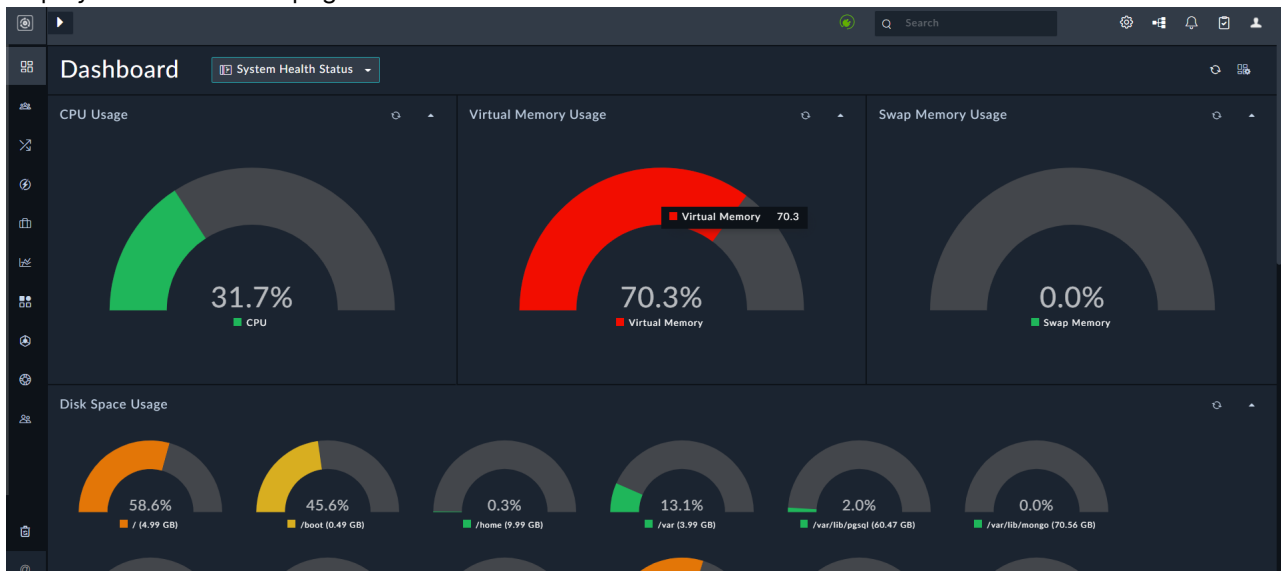 Search
Dashboard
System Health Status
CPU Usage
Virtual Memory Usage
Swap Memory Usage
Virtual Memory 70.3
31.7%
CPU
70.3%
Virtual Memory
0.0%
Swap Memory
Disk Space Usage
58.6%
/ (4.99 GB)
45.6%
/boot (0.49 GB)
0.3%
/home (9.99 GB)
13.1%
/var (3.99 GB)
2.0%
/var/lib/pgsql (60.47 GB)
0.0%
/var/lib/mongo (70.56 GB)